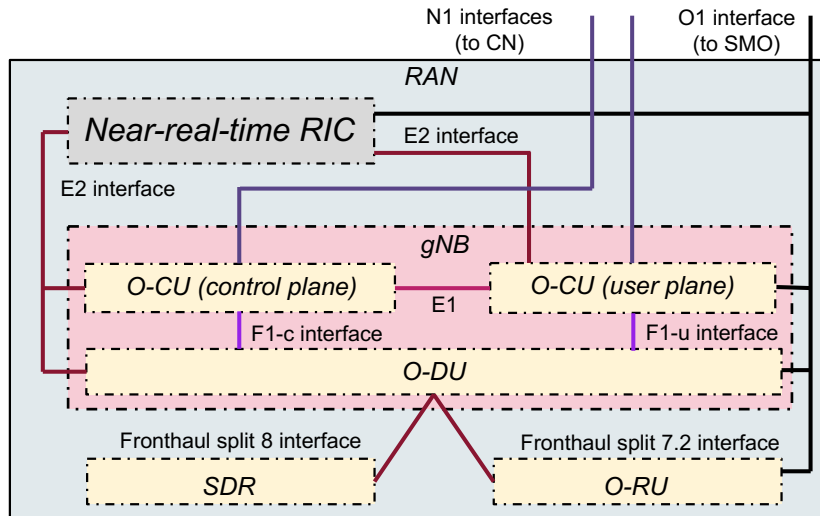 N1 interfaces
(to CN)
O1 interface
(to SMO)
RAN
Near-real-time RIC
E2 interface
E2 interface
gNB
O-CU (control plane)
O-CU (user plane)
E1
F1-c interface
F1-u interface
O-DU
Fronthaul split 8 interface
Fronthaul split 7.2 interface
SDR
O-RU